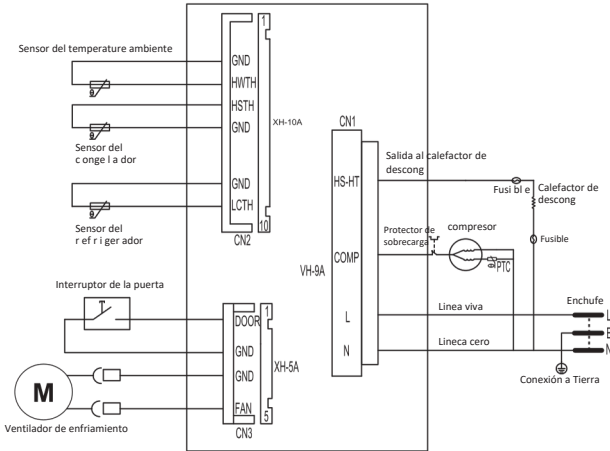 Sensor del temperature ambiente
1
GND
HWTH
HSTH
GND
XH-10A
Sensor del
c onge l a dor
GND
LCTH
10
CN2
Sensor del
r ef r i ger ador
Interruptor de la puerta
1
DOOR
GND
GND
XH-5A
FAN
5
CN3
M
Ventilador de enfriamiento
CN1
HS-HT
Salida al calefactor de
descong
Fusi bl e
Calefactor de
descong
Fusible
Protector de
sobrecarga
compresor
COMP
PTC
VH-9A
L
Linea viva
Enchufe
L
E
N
Lineca cero
N
Conexión a Tierra